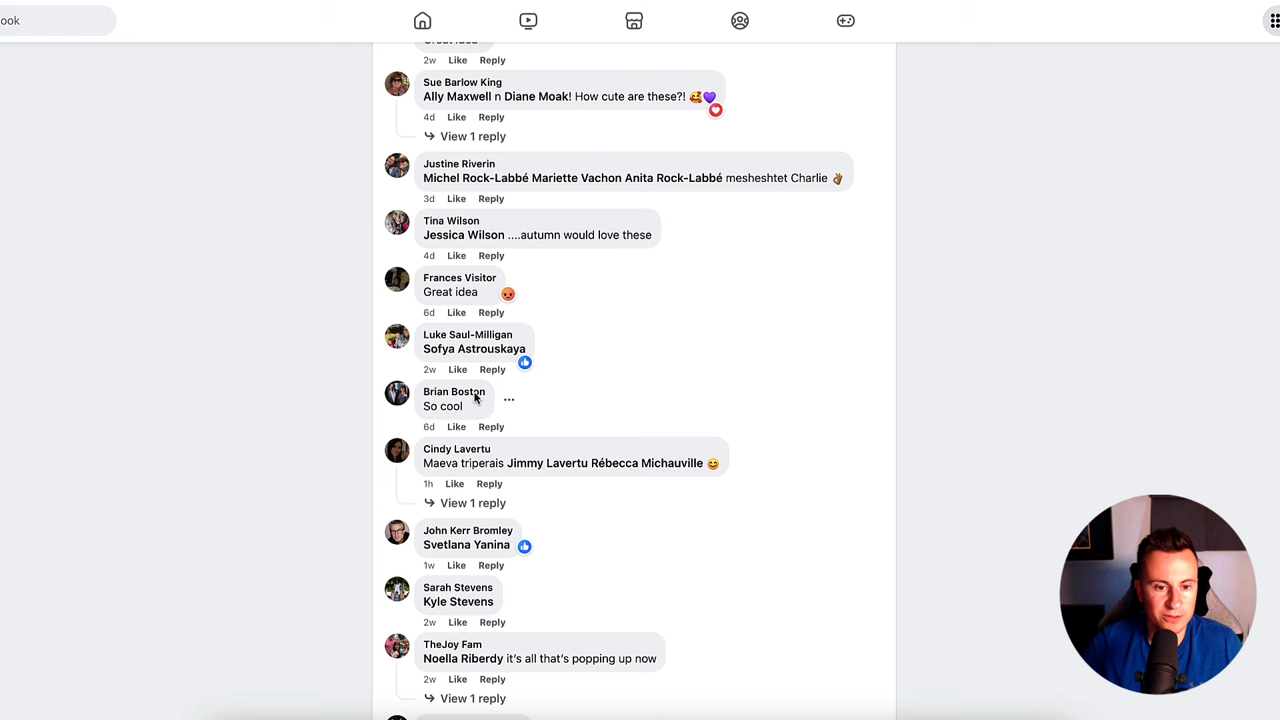 ook
Great idea
2w Like Reply
Sue Barlow King
Ally Maxwell n Diane Moak! How cute are these?! 🥰💜
4d Like Reply
View 1 reply
Justine Riverin
Michel Rock-Labbé Mariette Vachon Anita Rock-Labbé mesheshtet Charlie 👌🏾
3d Like Reply
Tina Wilson
Jessica Wilson ....autumn would love these
4d Like Reply
Frances Visitor
Great idea
6d Like Reply
Luke Saul-Milligan
Sofya Astrouskaya
2w Like Reply
Brian Boston
So cool
6d Like Reply
Cindy Lavertu
Maeva triperais Jimmy Lavertu Rébecca Michauville 😊
1h Like Reply
View 1 reply
John Kerr Bromley
Svetlana Yanina
1w Like Reply
Sarah Stevens
Kyle Stevens
2w Like Reply
TheJoy Fam
Noella Riberdy it's all that's popping up now
2w Like Reply
View 1 reply